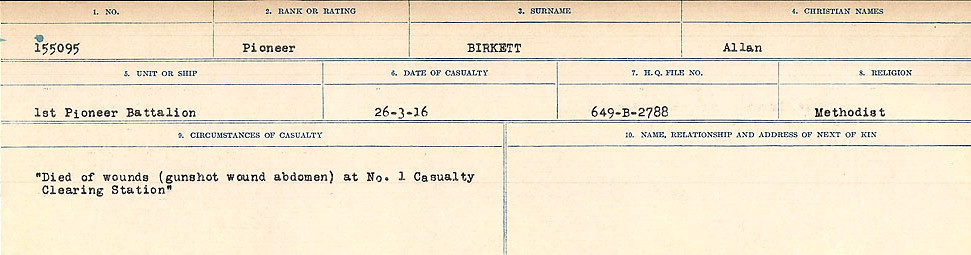 1. NO. 2. RANK OR RATING 3. SURNAME 4. CHRISTIAN NAMES
155095 Pioneer BIRKETT Allan
5. UNIT OR SHIP 6. DATE OF CASUALTY 7. H.Q. FILE NO. 8. RELIGION
1st Pioneer Battalion 26-3-16 649-B-2788 Methodist
9. CIRCUMSTANCES OF CASUALTY 10. NAME, RELATIONSHIP AND ADDRESS OF NEXT OF KIN
"Died of wounds (gunshot wound abdomen) at No. 1 Casualty
Clearing Station"